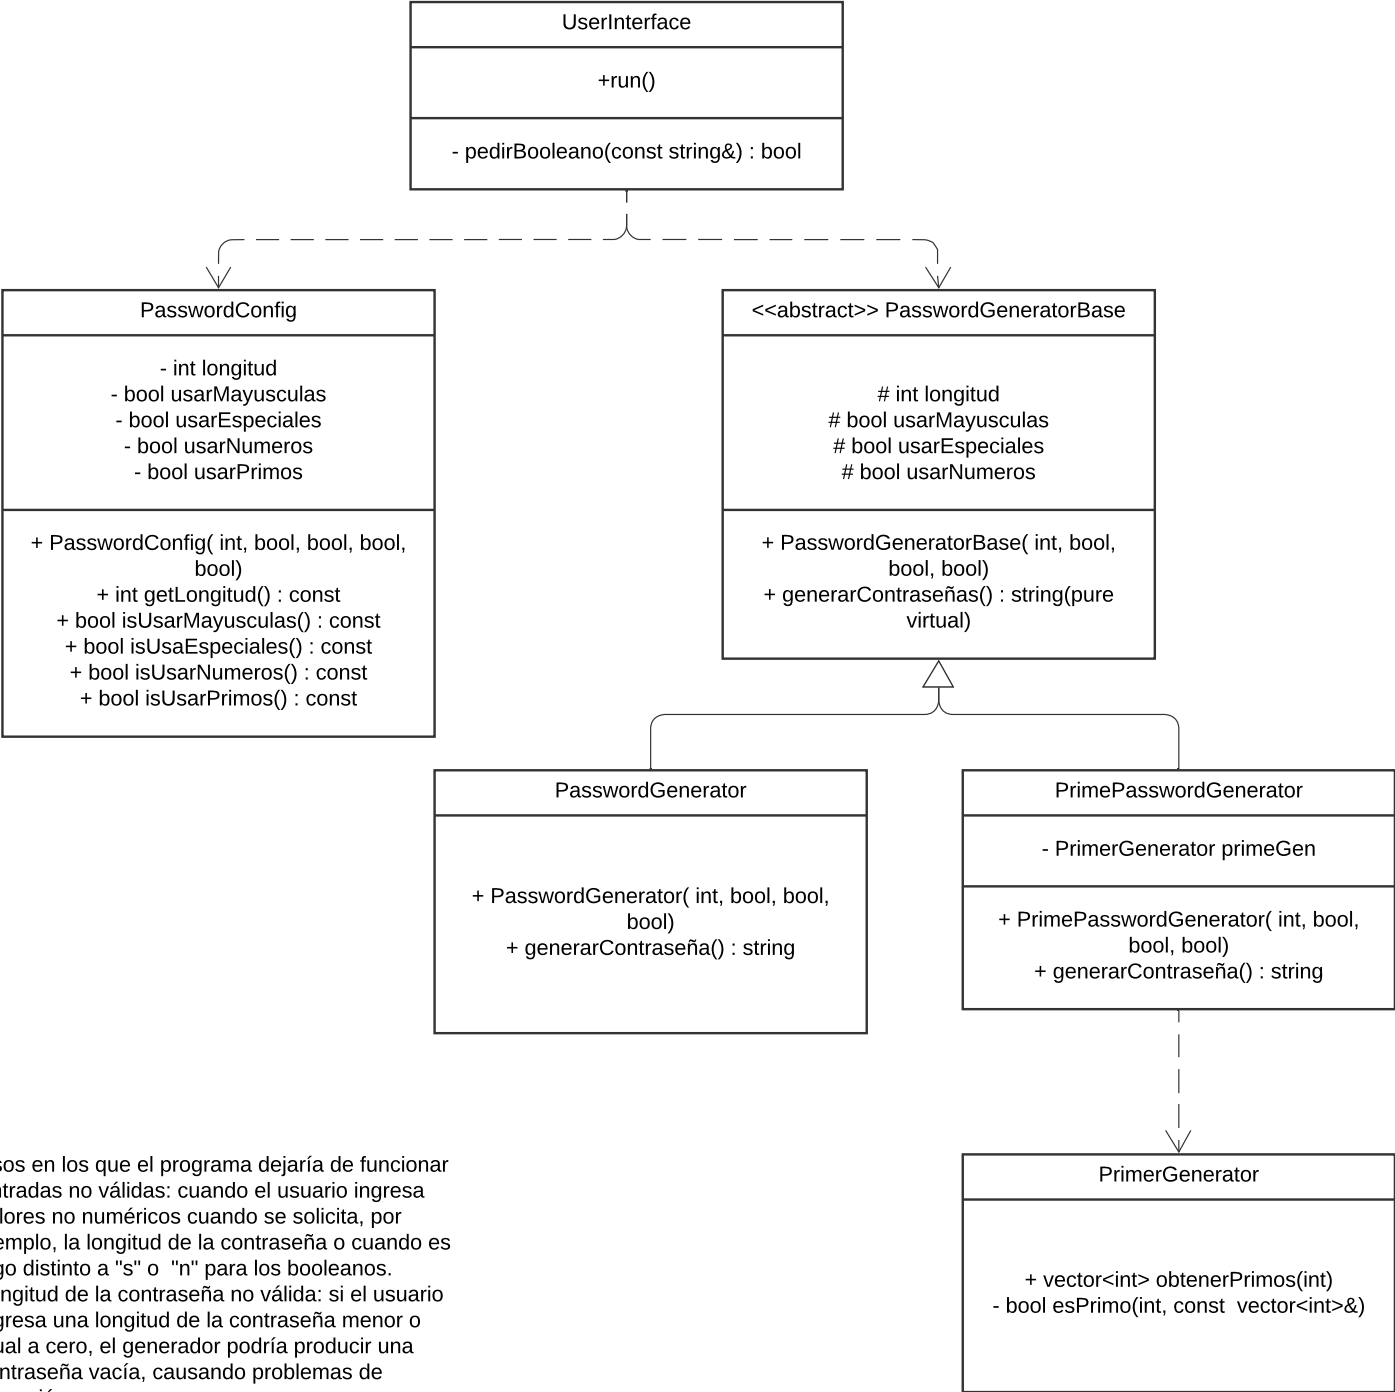 UserInterface
+run()
- pedirBooleano(const string&) : bool
PasswordConfig
- int longitud
- bool usarMayusculas
- bool usarEspeciales
- bool usarNumeros
- bool usarPrimos
+ PasswordConfig( int, bool, bool, bool,
bool)
+ int getLongitud() : const
+ bool isUsarMayusculas() : const
+ bool isUsaEspeciales() : const
+ bool isUsarNumeros() : const
+ bool isUsarPrimos() : const
<<abstract>> PasswordGeneratorBase
# int longitud
# bool usarMayusculas
# bool usarEspeciales
# bool usarNumeros
+ PasswordGeneratorBase( int, bool,
bool, bool)
+ generarContraseñas() : string(pure
virtual)
PasswordGenerator
+ PasswordGenerator( int, bool, bool,
bool)
+ generarContraseña() : string
PrimePasswordGenerator
- PrimerGenerator primeGen
+ PrimePasswordGenerator( int, bool,
bool, bool)
+ generarContraseña() : string
PrimerGenerator
+ vector<int> obtenerPrimos(int)
- bool esPrimo(int, const  vector<int>&)
sos en los que el programa dejaría de funcionar
ntradas no válidas: cuando el usuario ingresa
lores no numéricos cuando se solicita, por
emplo, la longitud de la contraseña o cuando es
go distinto a "s" o  "n" para los booleanos.
ngitud de la contraseña no válida: si el usuario
gresa una longitud de la contraseña menor o
ual a cero, el generador podría producir una
ntraseña vacía, causando problemas de